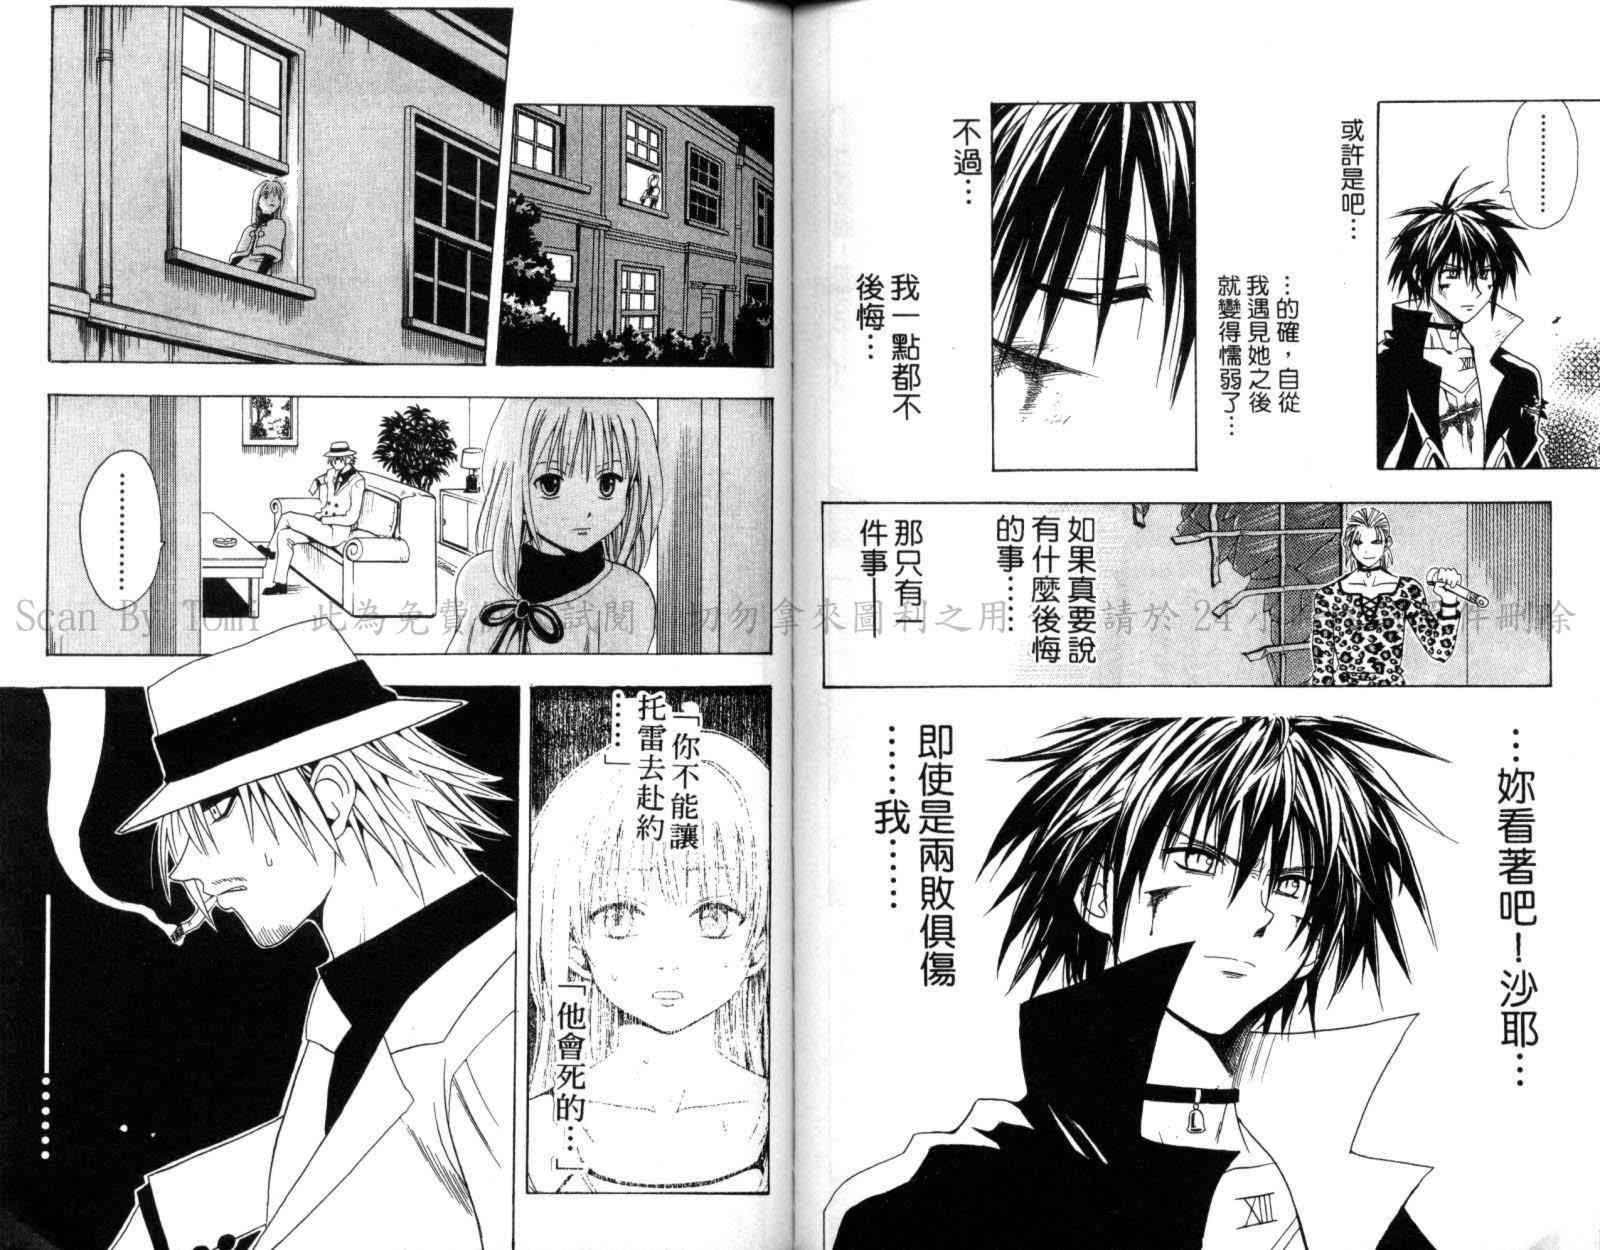 …………
或許是吧…
…的確，自從
我遇見她之後
就變得懦弱了…
不過…
我一點都不
後悔…
如果真要說
有什麼後悔
的事……
那只有一
件事──
…妳看著吧！沙耶…
即使是兩敗俱傷
………我………
…………
「你不能讓
托雷去赴約
……」
「他會死的…」
──……
Scan By Tomi 此為免費 試閱 切勿拿來圖利之用 請於24小 刪除
XIII
XIII